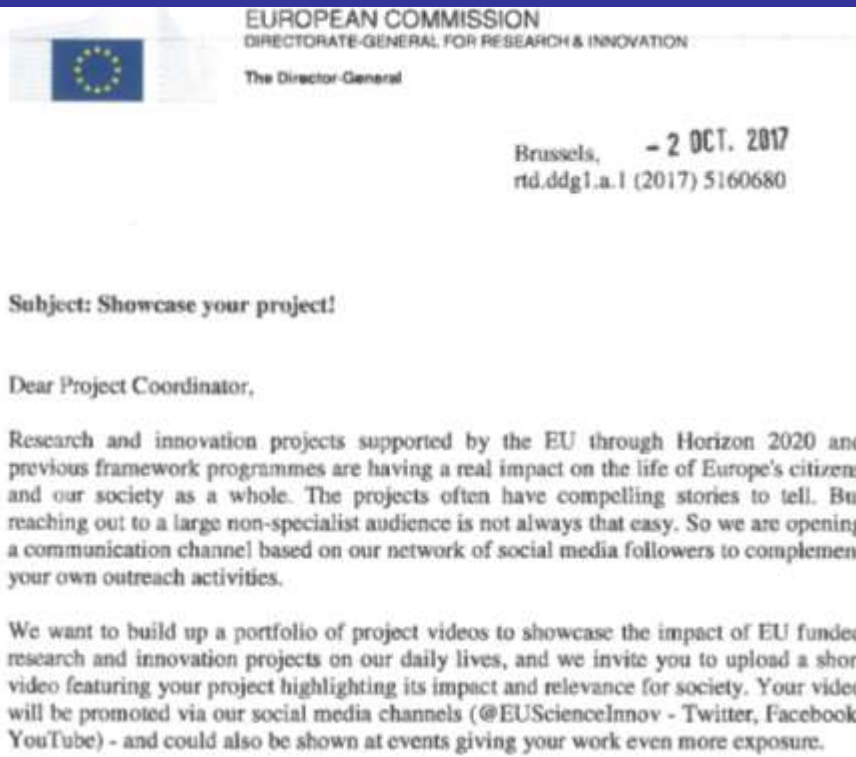 EUROPEAN COMMISSION
DIRECTORATE-GENERAL FOR RESEARCH & INNOVATION
The Director-General
Brussels, - 2 OCT. 2017
rtd.ddg1.a.1 (2017) 5160680
Subject: Showcase your project!
Dear Project Coordinator,
Research and innovation projects supported by the EU through Horizon 2020 and
previous framework programmes are having a real impact on the life of Europe's citizens
and our society as a whole. The projects often have compelling stories to tell. But
reaching out to a large non-specialist audience is not always that easy. So we are opening
a communication channel based on our network of social media followers to complement
your own outreach activities.
We want to build up a portfolio of project videos to showcase the impact of EU funded
research and innovation projects on our daily lives, and we invite you to upload a short
video featuring your project highlighting its impact and relevance for society. Your video
will be promoted via our social media channels (@EUScienceInnov - Twitter, Facebook,
YouTube) - and could also be shown at events giving your work even more exposure.